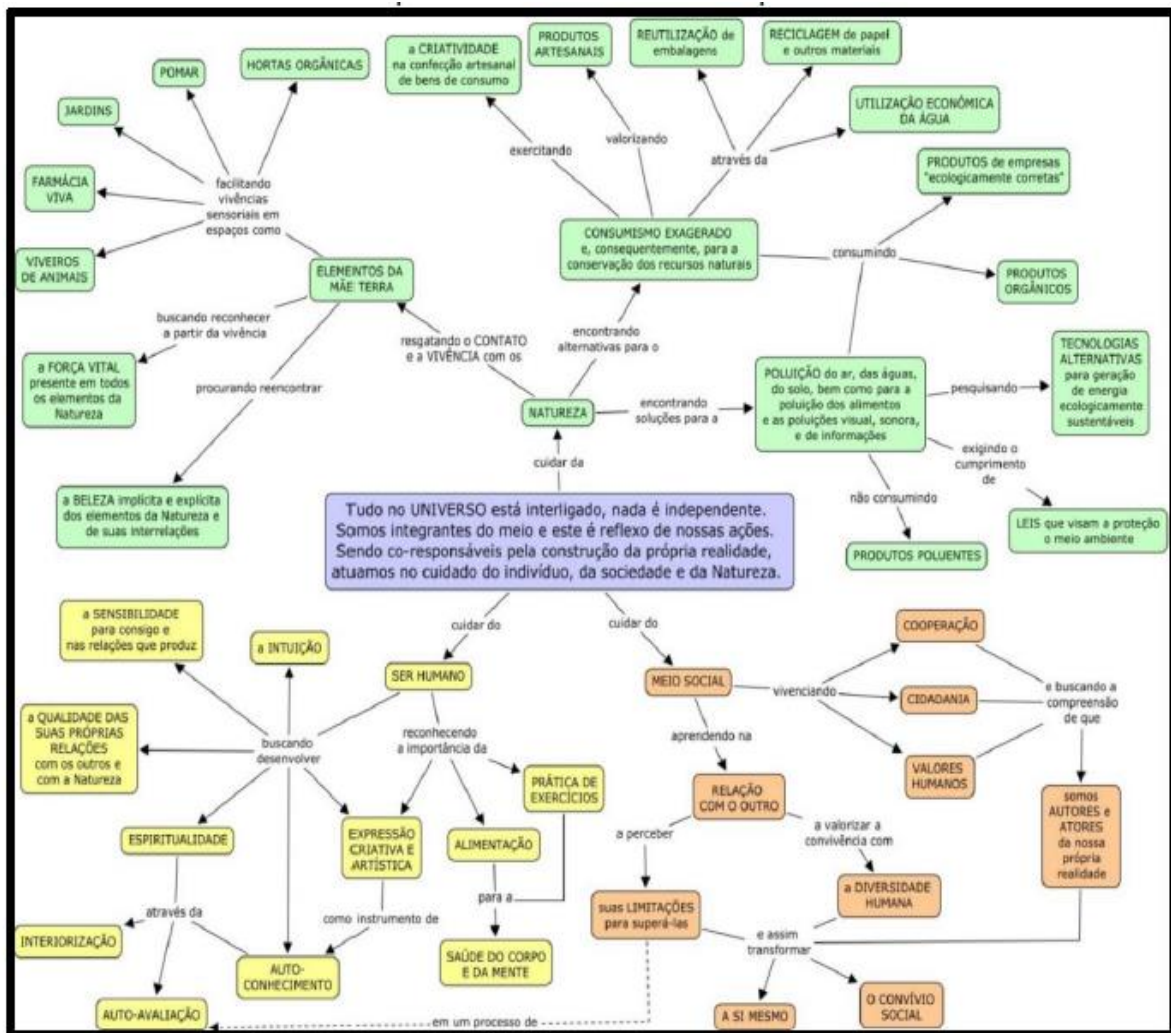 a CRIATIVIDADE
na confecção artesanal
de bens de consumo
PRODUTOS
ARTESANAIS
REUTILIZAÇÃO de
embalagens
RECICLAGEM de papel
e outros materiais
HORTAS ORGÂNICAS
POMAR
JARDINS
FARMÁCIA
VIVA
VIVEIROS
DE ANIMAIS
facilitando
vivências
sensoriais em
espaços como
exercitando
valorizando
através da
UTILIZAÇÃO ECONÔMICA
DA ÁGUA
PRODUTOS de empresas
"ecologicamente corretas"
CONSUMISMO EXAGERADO
e, consequentemente, para a
conservação dos recursos naturais
consumindo
PRODUTOS
ORGÂNICOS
ELEMENTOS DA
MÃE TERRA
buscando reconhecer
a partir da vivência
resgatando o CONTATO
e a VIVÊNCIA com os
encontrando
alternativas para o
a FORÇA VITAL
presente em todos
os elementos da
Natureza
procurando reencontrar
NATUREZA
encontrando
soluções para a
POLUIÇÃO do ar, das águas,
do solo, bem como para a
poluição dos alimentos
e as poluições visual, sonora,
e de informações
pesquisando
TECNOLOGIAS
ALTERNATIVAS
para geração
de energia
ecologicamente
sustentáveis
exigindo o
cumprimento
de
cuidar da
a BELEZA implícita e explícita
dos elementos da Natureza e
de suas interrelações
não consumindo
LEIS que visam a proteção
o meio ambiente
PRODUTOS POLUENTES
Tudo no UNIVERSO está interligado, nada é independente.
Somos integrantes do meio e este é reflexo de nossas ações.
Sendo co-responsáveis pela construção da própria realidade,
atuamos no cuidado do indivíduo, da sociedade e da Natureza.
a SENSIBILIDADE
para consigo e
nas relações que produz
a INTUIÇÃO
cuidar do
SER HUMANO
a QUALIDADE DAS
SUAS PRÓPRIAS
RELAÇÕES
com os outros e
com a Natureza
buscando
desenvolver
reconhecendo
a importância da
PRÁTICA DE
EXERCÍCIOS
ESPIRITUALIDADE
EXPRESSÃO
CRIATIVA E
ARTÍSTICA
ALIMENTAÇÃO
através da
como instrumento de
para a
INTERIORIZAÇÃO
AUTO-
CONHECIMENTO
SAÚDE DO CORPO
E DA MENTE
AUTO-AVALIAÇÃO
em um processo de
cuidar do
MEIO SOCIAL
vivenciando
COOPERAÇÃO
CIDADANIA
VALORES
HUMANOS
e buscando a
compreensão
de que
aprendendo na
RELAÇÃO
COM O OUTRO
somos
AUTORES e
ATORES
da nossa
própria
realidade
a perceber
a valorizar a
convivência com
suas LIMITAÇÕES
para superá-las
a DIVERSIDADE
HUMANA
e assim
transformar
A SI MESMO
O CONVÍVIO
SOCIAL